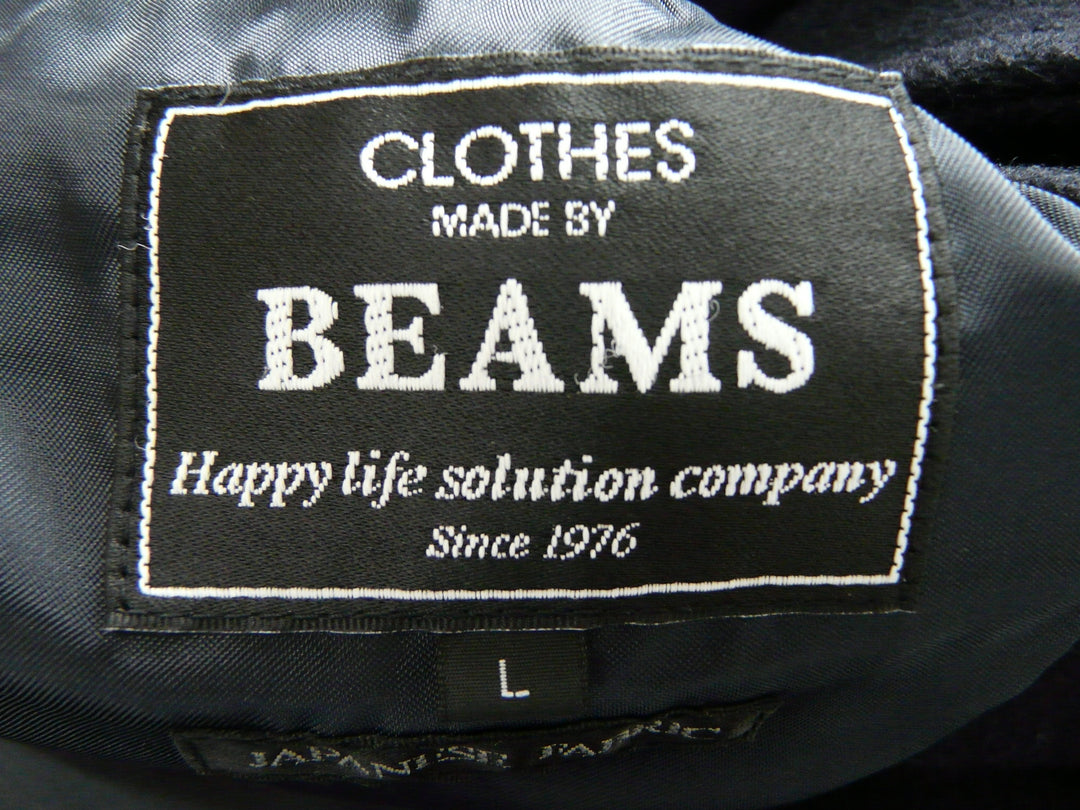 CLOTHES
MADE BY
BEAMS
Happy life solution company
Since 1976
L
JAPANESE FABRIC